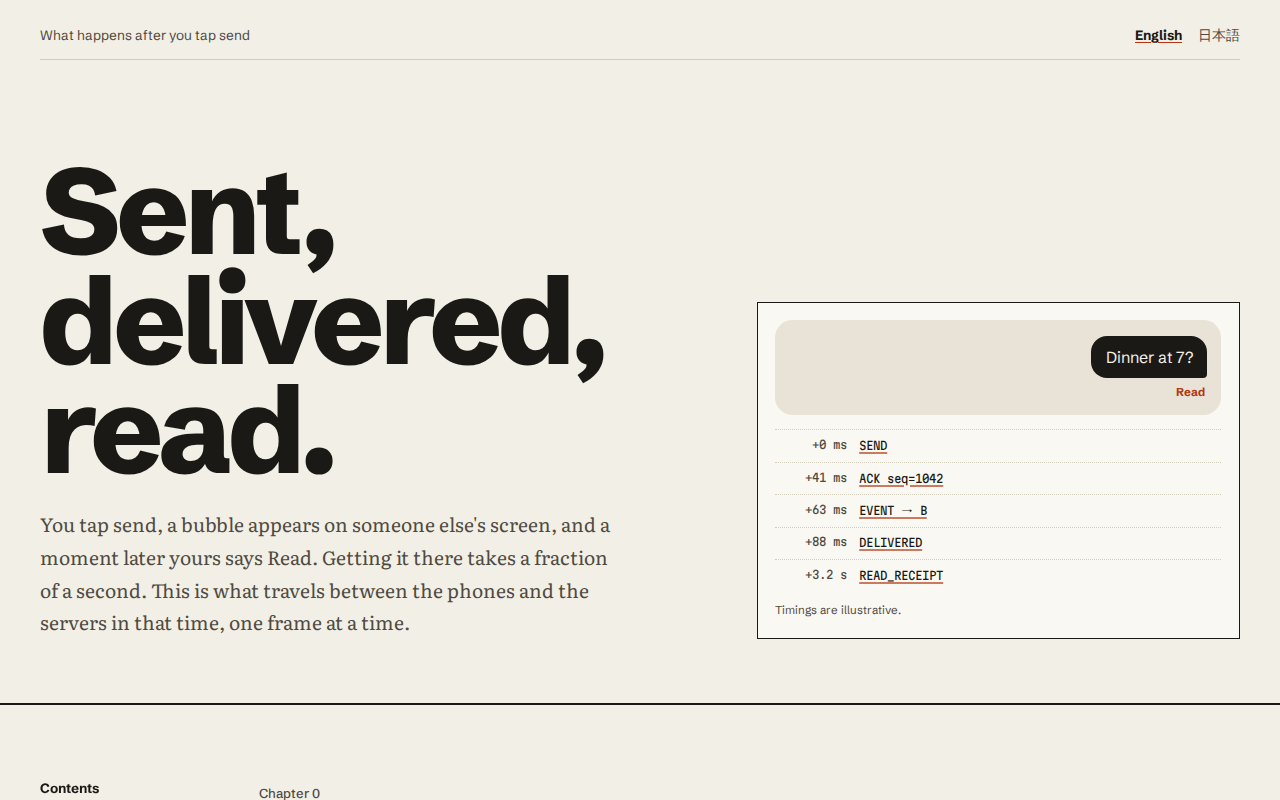 What happens after you tap send
English 日本語
Sent,
delivered,
read.
You tap send, a bubble appears on someone else's screen, and a
moment later yours says Read. Getting it there takes a fraction
of a second. This is what travels between the phones and the
servers in that time, one frame at a time.
Dinner at 7?
Read
+0 ms SEND
+41 ms ACK seq=1042
+63 ms EVENT → B
+88 ms DELIVERED
+3.2 s READ_RECEIPT
Timings are illustrative.
Contents
Chapter 0